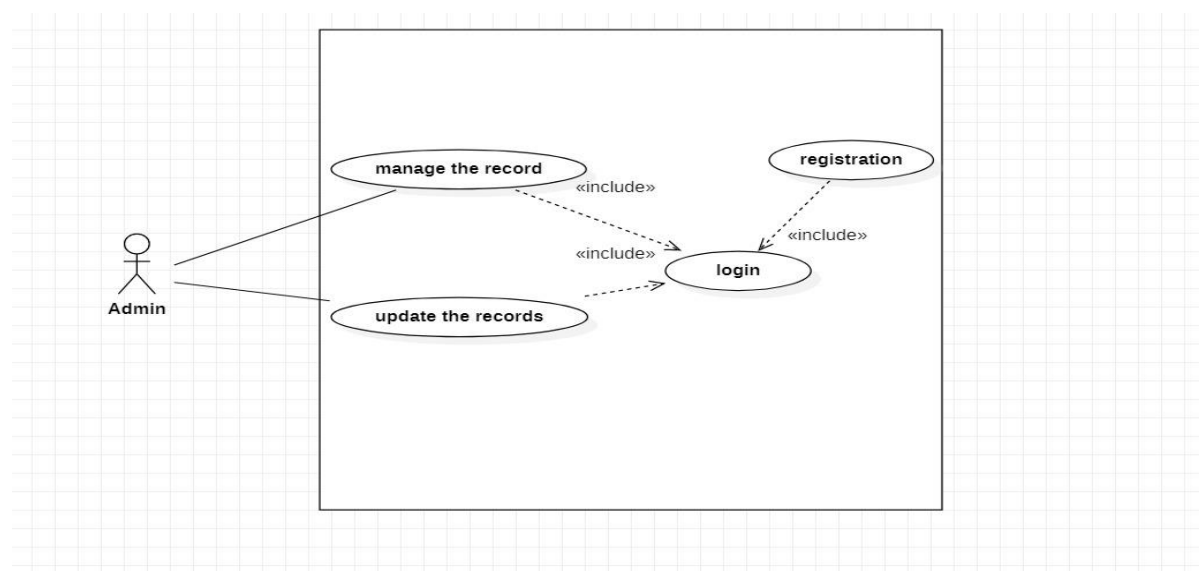 manage the record
registration
«include»
«include»
«include»
login
Admin
update the records